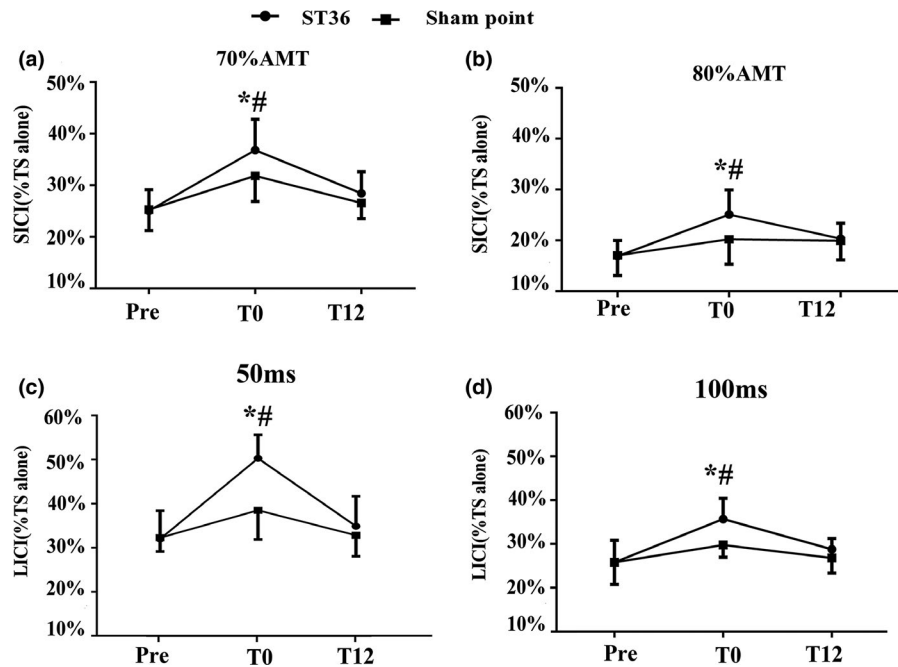 ST36 Sham point
(a) 70%AMT
SICI(%TS alone)
50%
40%
30%
20%
10%
*#
Pre T0 T12
(b) 80%AMT
SICI(%TS alone)
50%
40%
30%
20%
10%
*#
Pre T0 T12
(c) 50ms
LICI(%TS alone)
60%
50%
40%
30%
20%
10%
*#
Pre T0 T12
(d) 100ms
LICI(%TS alone)
60%
50%
40%
30%
20%
10%
*#
Pre T0 T12